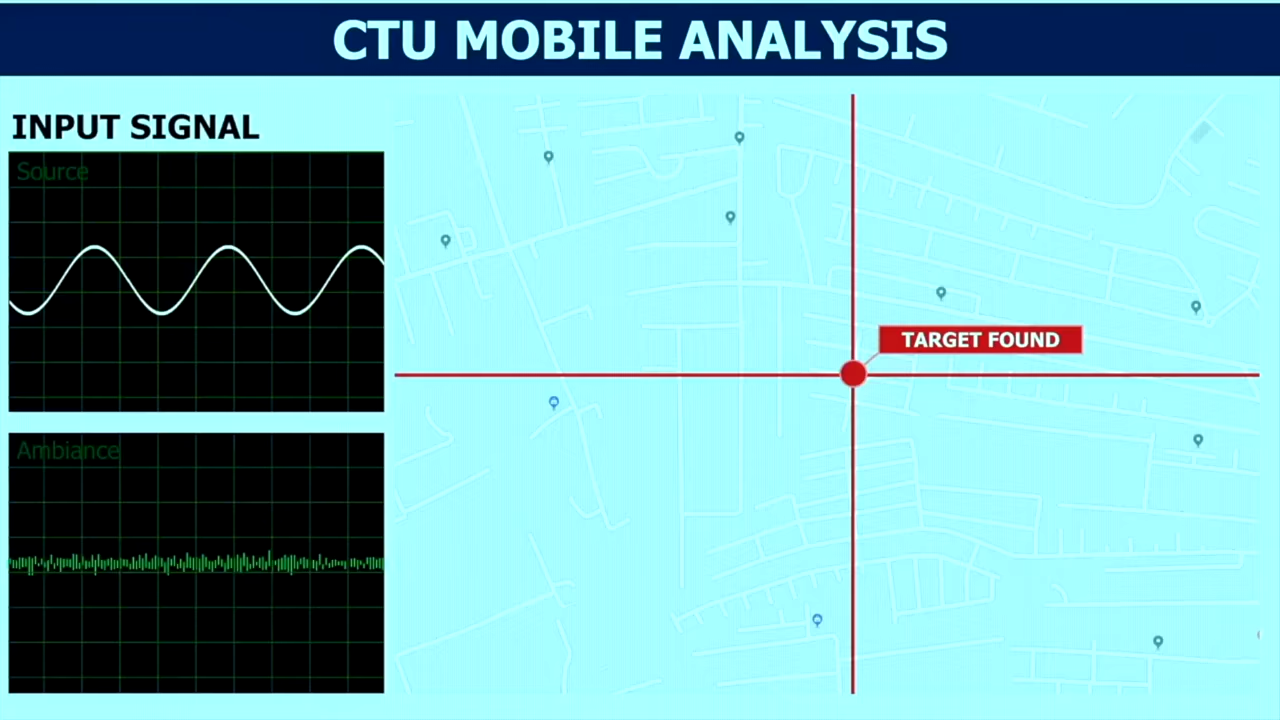 CTU MOBILE ANALYSIS
INPUT SIGNAL
Source
TARGET FOUND
Ambiance